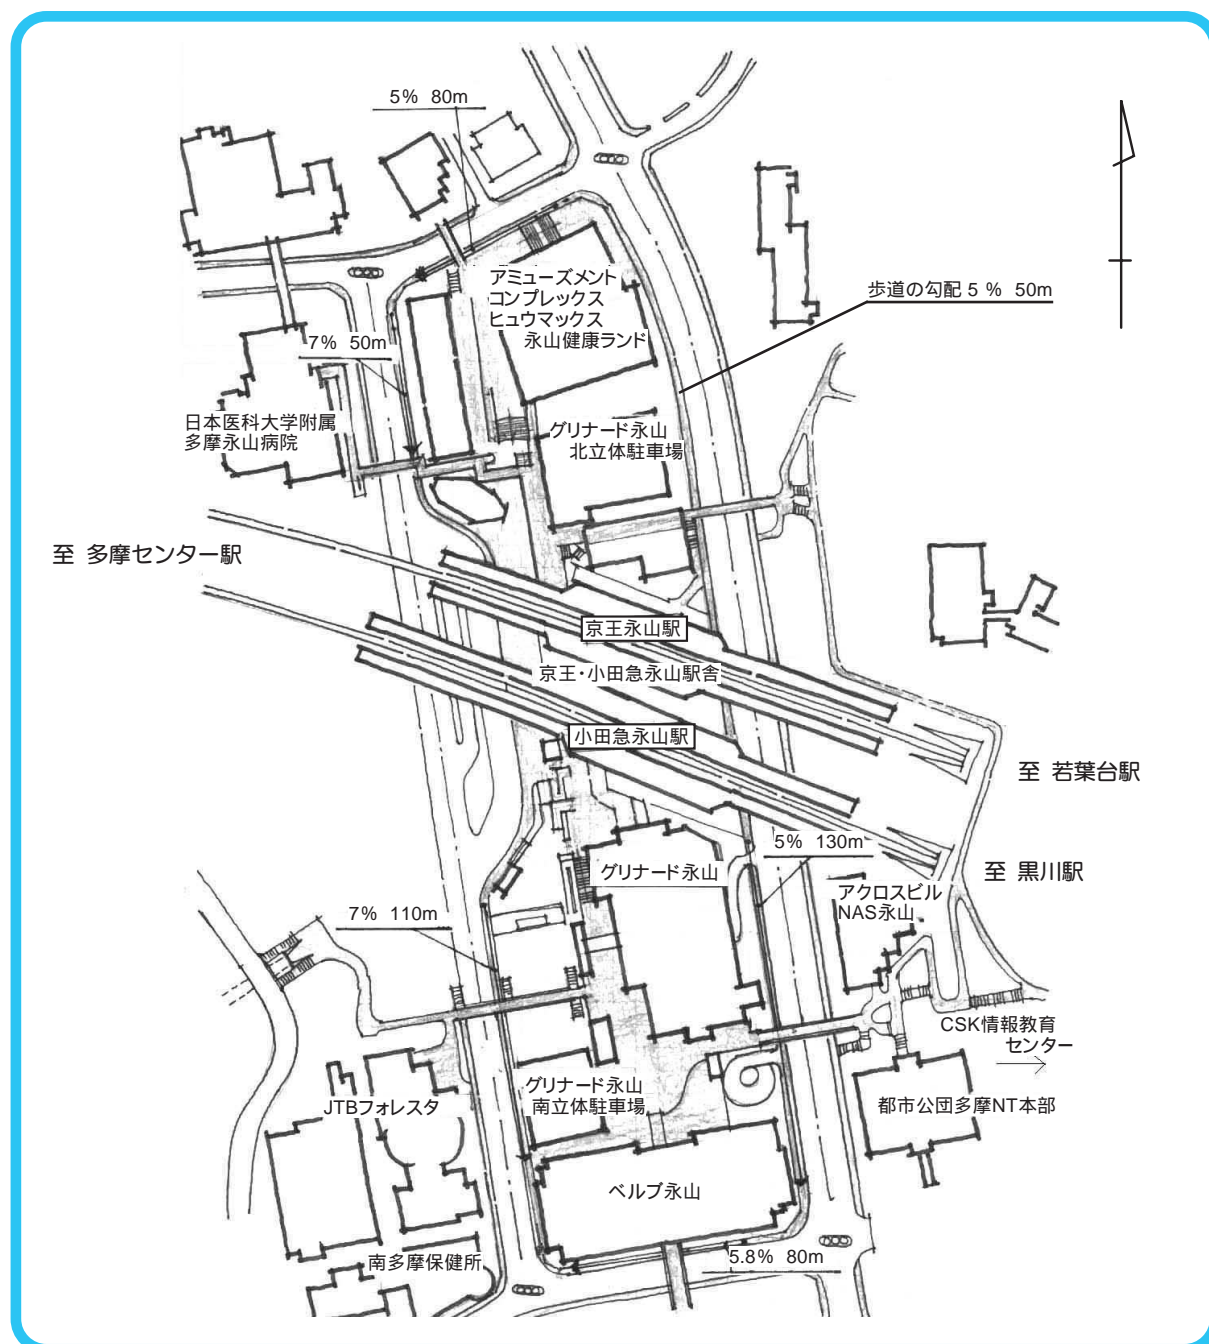 5% 80m
アミューズメント
コンプレックス
ヒュウマックス
永山健康ランド
歩道の勾配 5 % 50m
7% 50m
日本医科大学附属
多摩永山病院
グリナード永山
北立体駐車場
至 多摩センター駅
京王永山駅
京王・小田急永山駅舎
小田急永山駅
至 若葉台駅
5% 130m
グリナード永山
至 黒川駅
アクロスビル
NAS永山
7% 110m
CSK情報教育
センター
グリナード永山
南立体駐車場
JTBフォレスタ
都市公団多摩NT本部
ベルブ永山
南多摩保健所
5.8% 80m